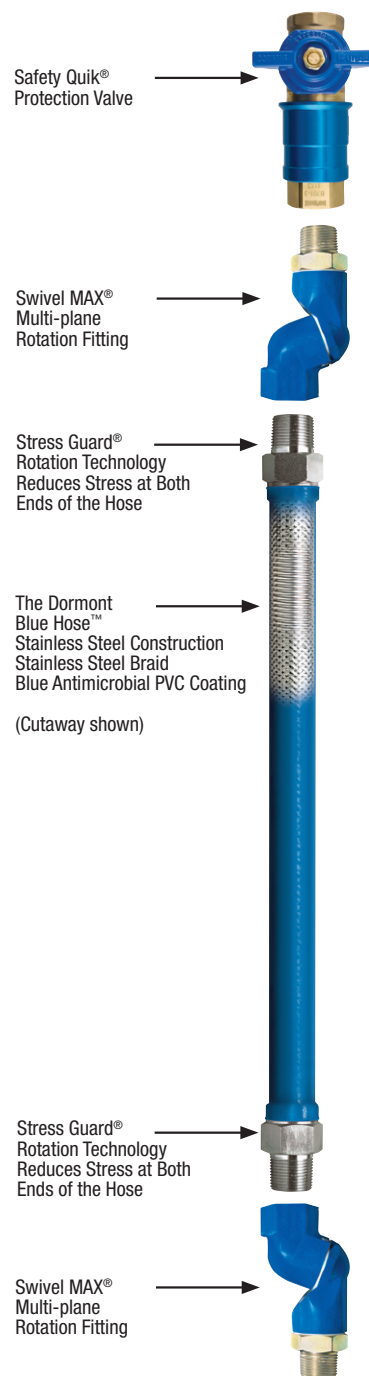 Safety Quik®
Protection Valve
Swivel MAX®
Multi-plane
Rotation Fitting
Stress Guard®
Rotation Technology
Reduces Stress at Both
Ends of the Hose
The Dormont
Blue Hose™
Stainless Steel Construction
Stainless Steel Braid
Blue Antimicrobial PVC Coating
(Cutaway shown)
Stress Guard®
Rotation Technology
Reduces Stress at Both
Ends of the Hose
Swivel MAX®
Multi-plane
Rotation Fitting